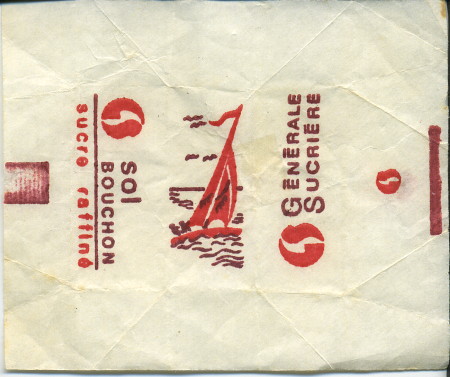 GÉNÉRALE
SUCRIÈRE
sol
BOUCHON
sucre raffiné